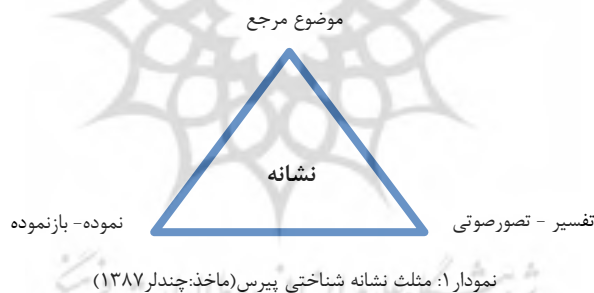 موضوع مرجع
نشانه
تفسیر - تصورصوتی
نموده- بازنموده
نمودار۱: مثلث نشانه شناختی پیرس(ماخذ:چندلر۱۳۸۷)